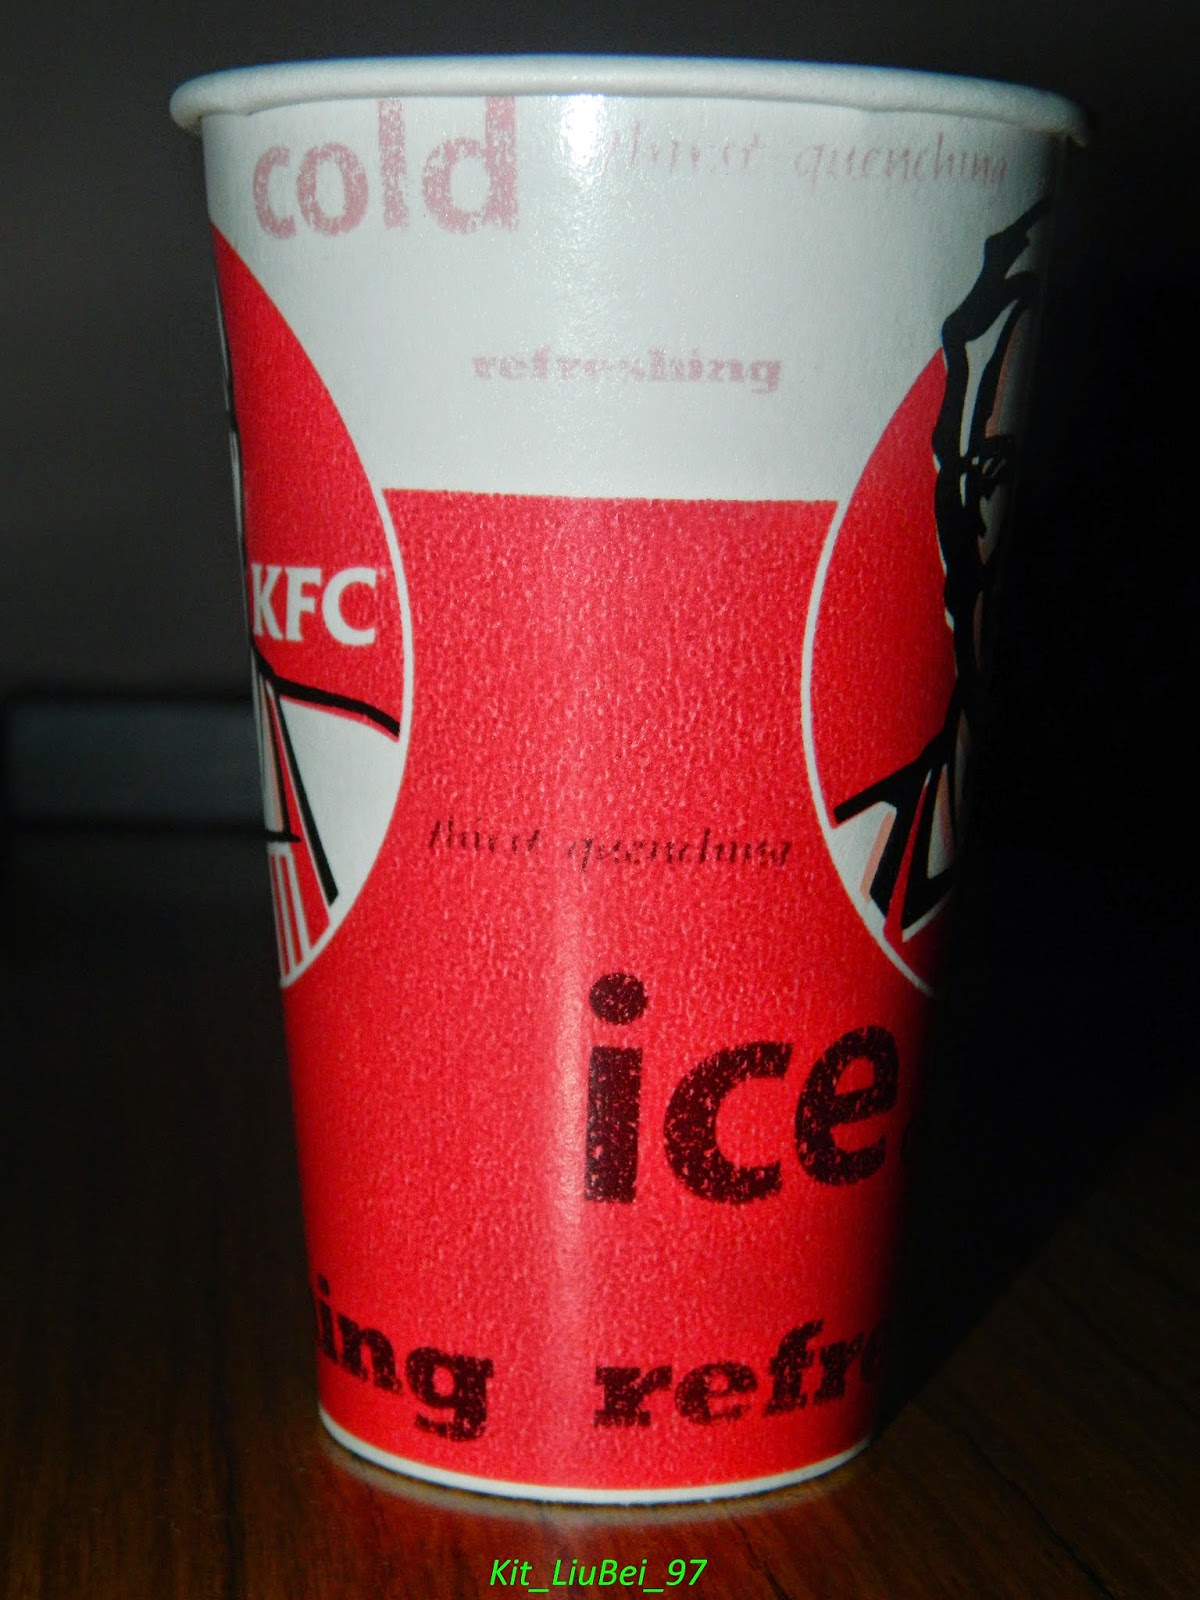 cold thirst quenching
refreshing
KFC
thirst quenching
ice
ing refre
Kit_LiuBei_97